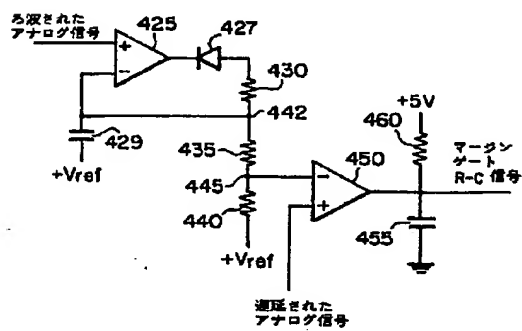 ろ波された
アナログ信号
425
427
430
442
429
+Vref
435
445
440
+Vref
450
+5V
460
マージン
ゲート
R-C 信号
455
遅延された
アナログ信号